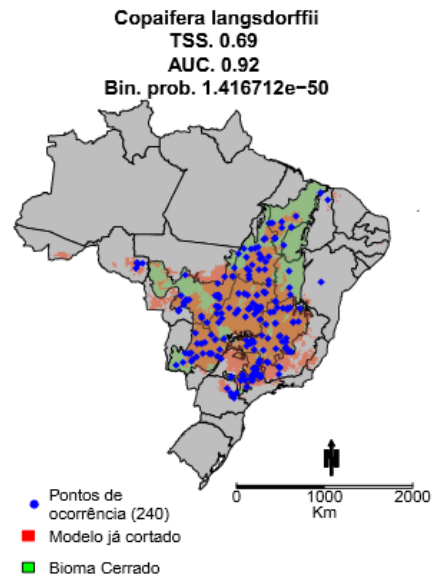 Copaifera langsdorffii
TSS. 0.69
AUC. 0.92
Bin. prob. 1.416712e−50
N
0 1000 2000
Km
Pontos de
ocorrência (240)
Modelo já cortado
Bioma Cerrado